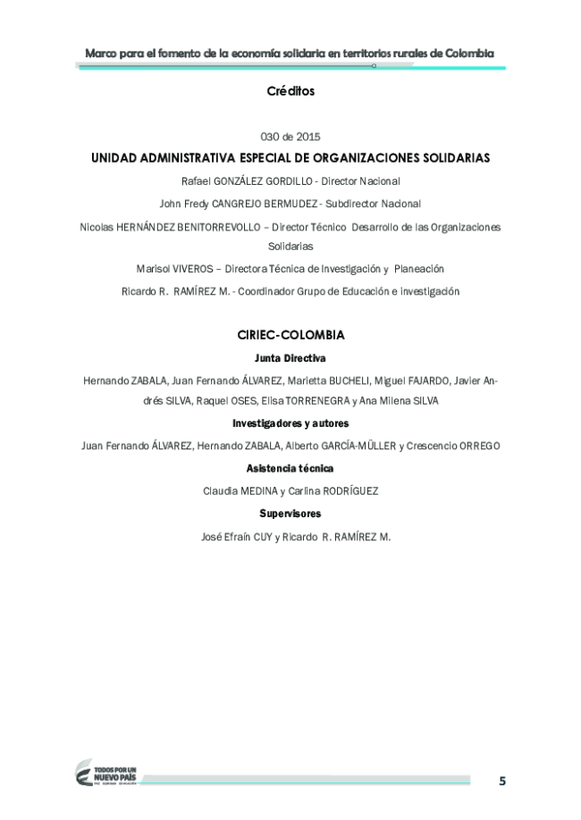 Marco para el fomento de la economía solidaria en territorios rurales de Colombia
Créditos
030 de 2015
UNIDAD ADMINISTRATIVA ESPECIAL DE ORGANIZACIONES SOLIDARIAS
Rafael GONZÁLEZ GORDILLO - Director Nacional
John Fredy CANGREJO BERMUDEZ - Subdirector Nacional
Nicolas HERNÁNDEZ BENITORREVOLLO – Director Técnico Desarrollo de las Organizaciones
Solidarias
Marisol VIVEROS – Directora Técnica de Investigación y Planeación
Ricardo R. RAMÍREZ M. - Coordinador Grupo de Educación e investigación
CIRIEC-COLOMBIA
Junta Directiva
Hernando ZABALA, Juan Fernando ÁLVAREZ, Marietta BUCHELI, Miguel FAJARDO, Javier An-
drés SILVA, Raquel OSES, Elisa TORRENEGRA y Ana Milena SILVA
Investigadores y autores
Juan Fernando ÁLVAREZ, Hernando ZABALA, Alberto GARCÍA-MÜLLER y Crescencio ORREGO
Asistencia técnica
Claudia MEDINA y Carlina RODRÍGUEZ
Supervisores
José Efraín CUY y Ricardo R. RAMÍREZ M.
TODOS POR UN
NUEVO PAÍS
5